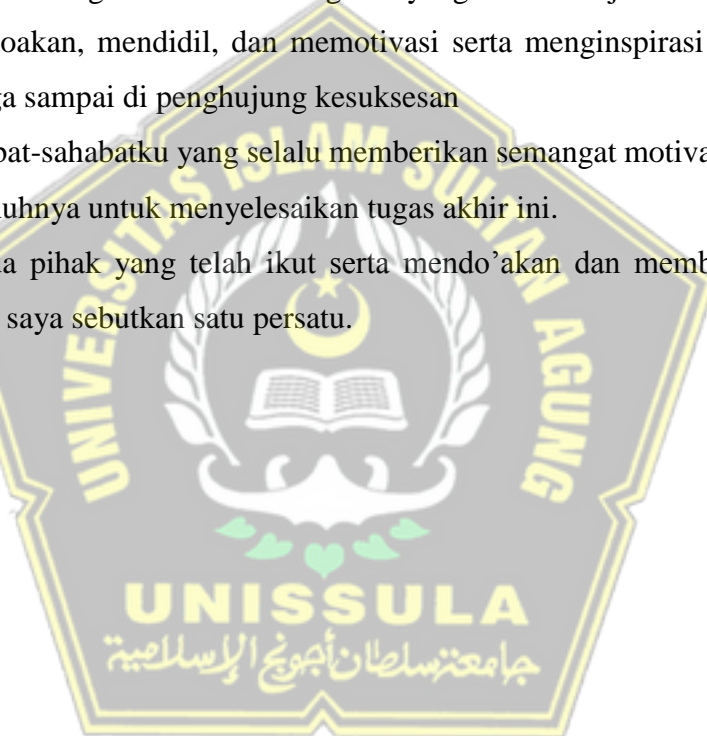 oakan, mendidil, dan memotivasi serta menginspirasi
ga sampai di penghujung kesuksesan
pat-sahabatku yang selalu memberikan semangat motiva
uhnya untuk menyelesaikan tugas akhir ini.
a pihak yang telah ikut serta mendo’akan dan memb
saya sebutkan satu persatu.
UNIVERSITAS ISLAM SULTAN AGUNG
UNISSULA
جامعة سلطان أجونج الإسلامية